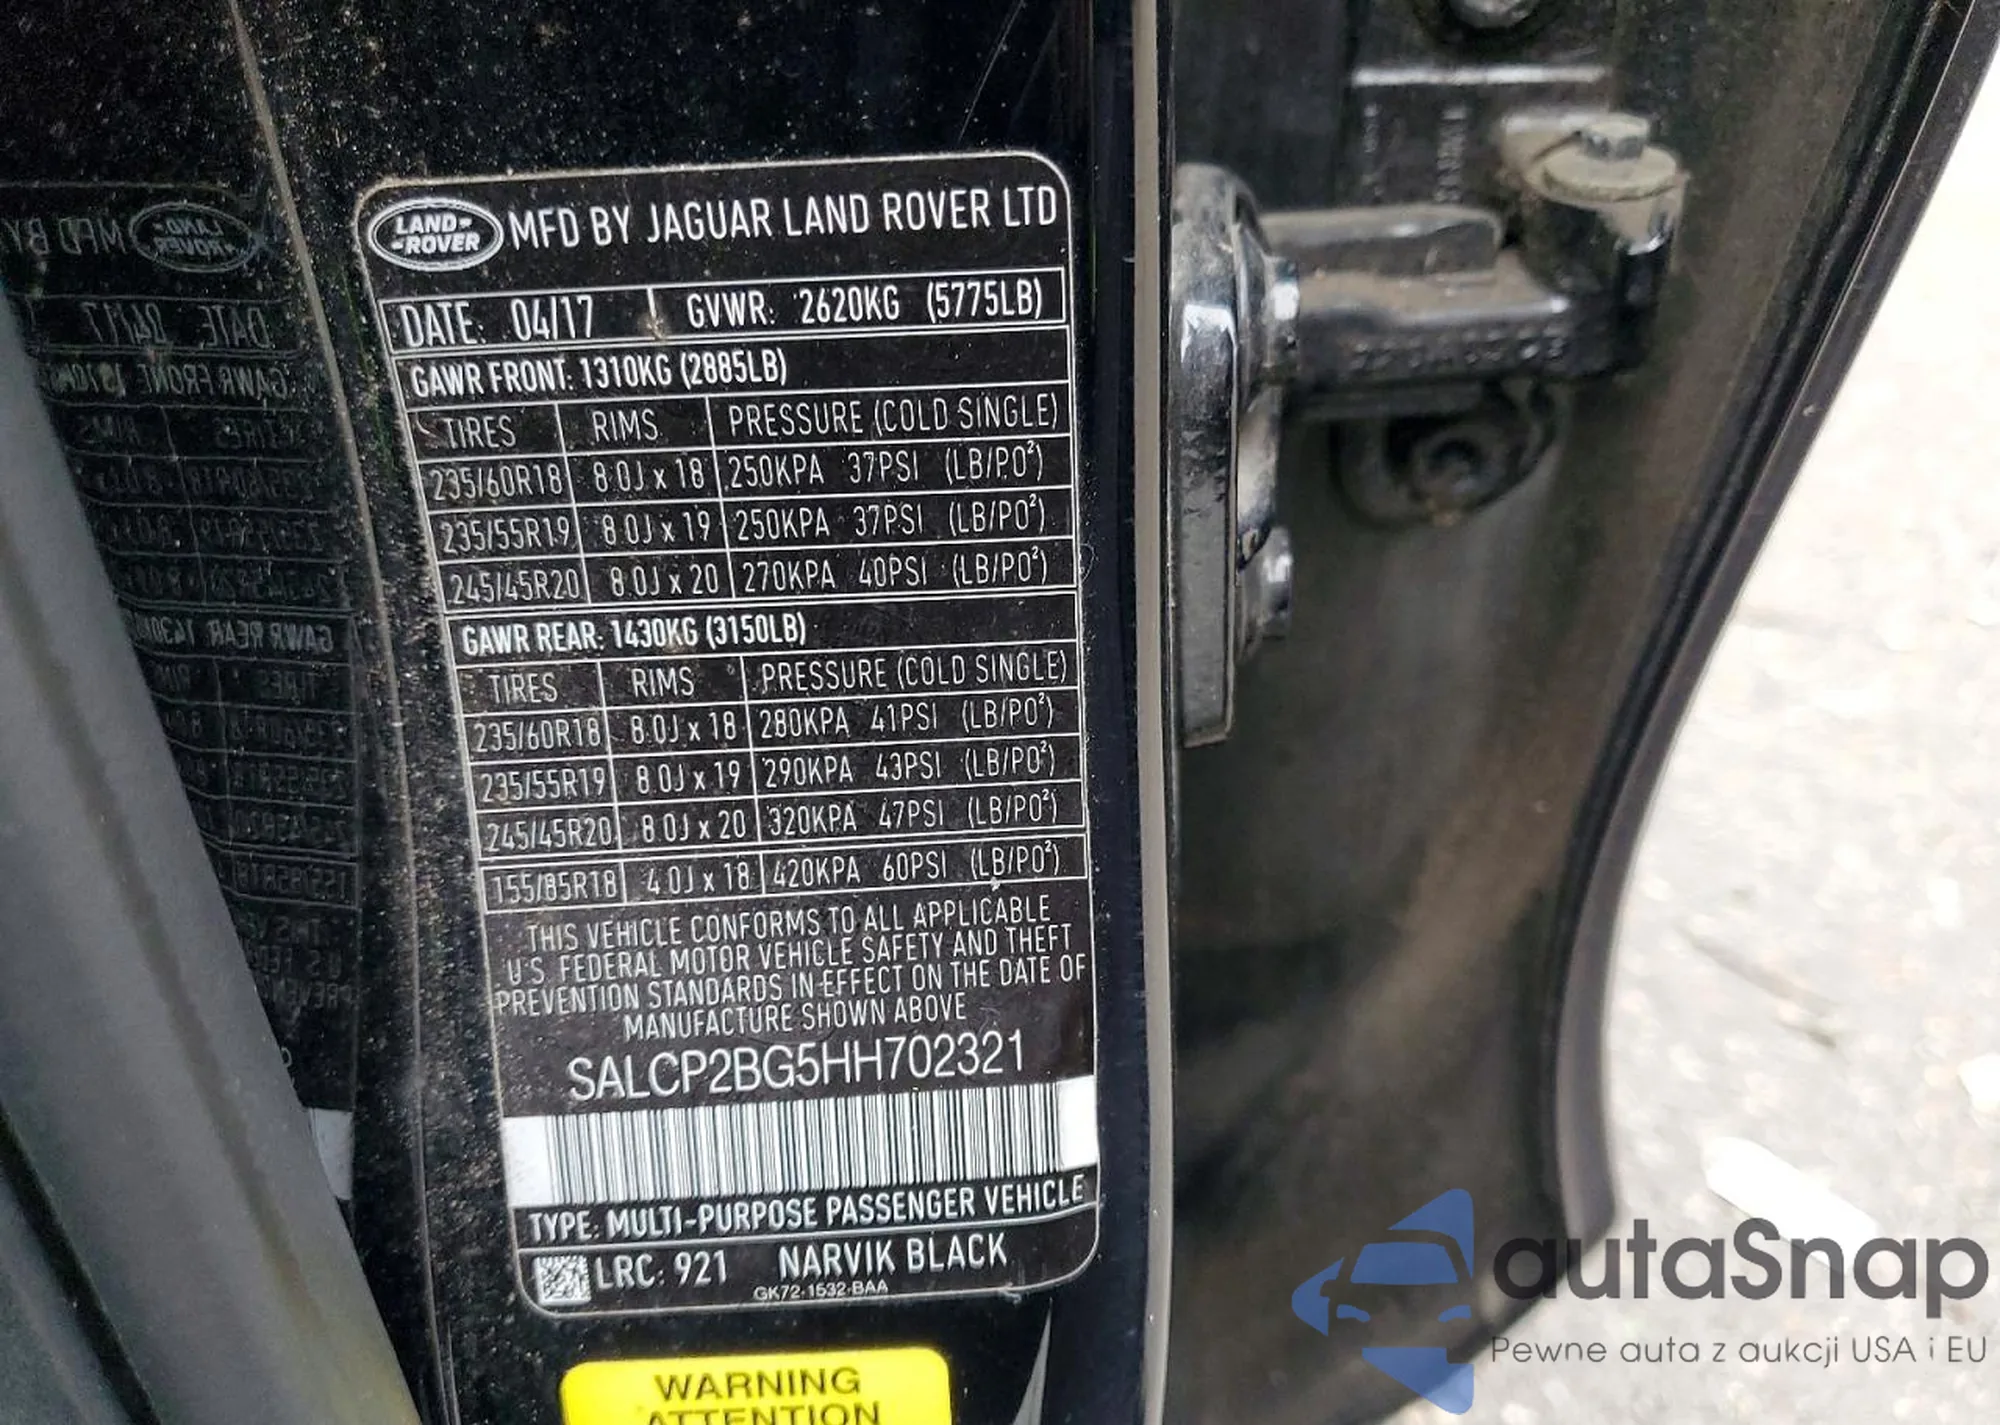 LAND-
-ROVER
MFD BY JAGUAR LAND ROVER LTD
DATE: 04/17 GVWR: 2620KG (5775LB)
GAWR FRONT: 1310KG (2885LB)
TIRES RIMS PRESSURE (COLD SINGLE)
235/60R18 8.0J x 18 250KPA 37PSI (LB/PO²)
235/55R19 8.0J x 19 250KPA 37PSI (LB/PO²)
245/45R20 8.0J x 20 270KPA 40PSI (LB/PO²)
GAWR REAR: 1430KG (3150LB)
TIRES RIMS PRESSURE (COLD SINGLE)
235/60R18 8.0J x 18 280KPA 41PSI (LB/PO²)
235/55R19 8.0J x 19 290KPA 43PSI (LB/PO²)
245/45R20 8.0J x 20 320KPA 47PSI (LB/PO²)
155/85R18 4.0J x 18 420KPA 60PSI (LB/PO²)
THIS VEHICLE CONFORMS TO ALL APPLICABLE
U.S. FEDERAL MOTOR VEHICLE SAFETY AND THEFT
PREVENTION STANDARDS IN EFFECT ON THE DATE OF
MANUFACTURE SHOWN ABOVE
SALCP2BG5HH702321
TYPE: MULTI-PURPOSE PASSENGER VEHICLE
LRC: 921 NARVIK BLACK
GK72-1532-BAA
WARNING
ATTENTION
autaSnap
Pewne auta z aukcji USA i EU